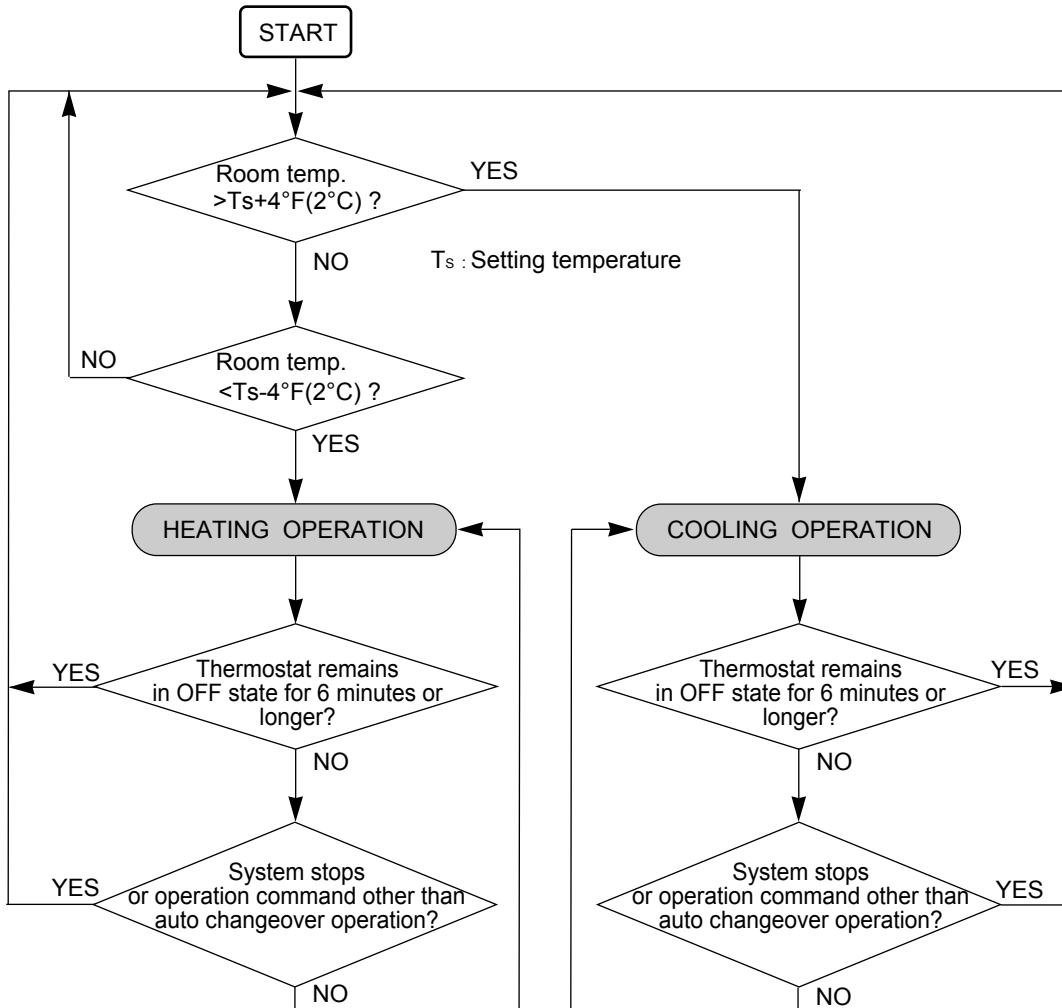 START
Room temp.
>Ts+4°F(2°C) ?
YES
NO
Ts : Setting temperature
NO
Room temp.
<Ts-4°F(2°C) ?
YES
HEATING OPERATION
COOLING OPERATION
YES
Thermostat remains
in OFF state for 6 minutes or
longer?
NO
Thermostat remains
in OFF state for 6 minutes or
longer?
YES
NO
YES
System stops
or operation command other than
auto changeover operation?
NO
System stops
or operation command other than
auto changeover operation?
YES
NO